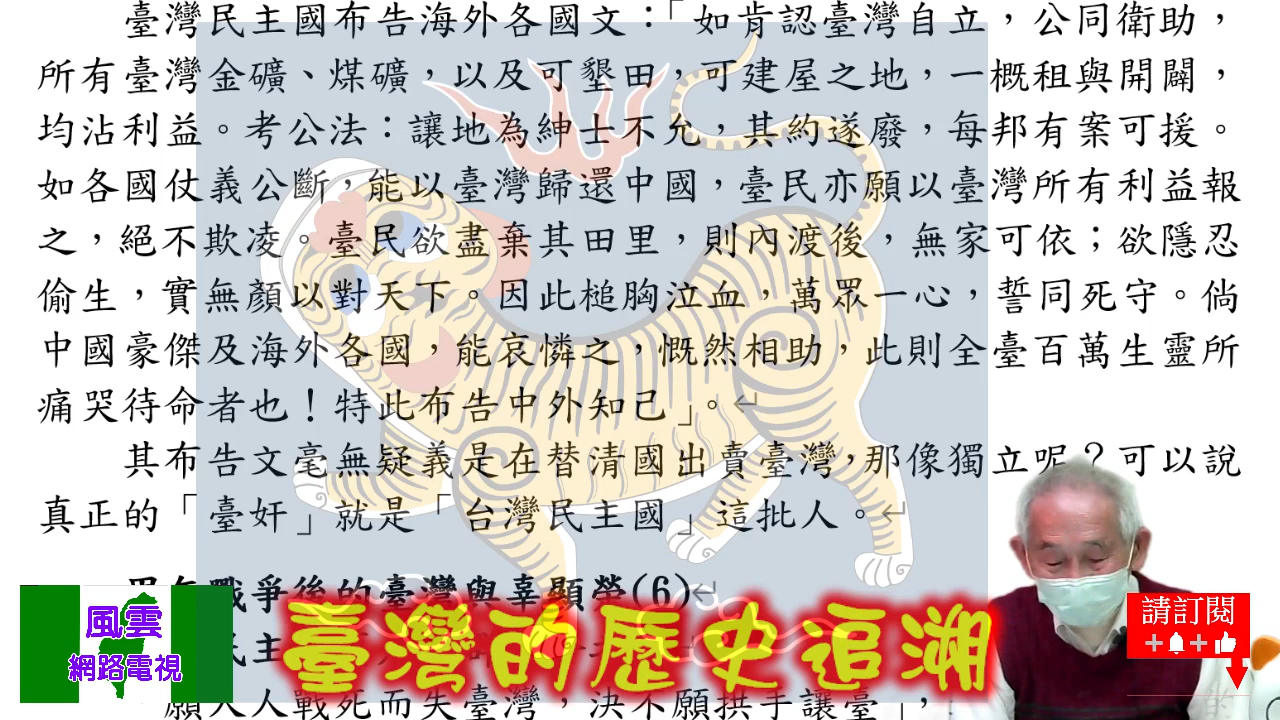 臺灣民主國布告海外各國文：「如肯認臺灣自立，公同衛助，
所有臺灣金礦、煤礦，以及可墾田，可建屋之地，一概租與開闢，
均沾利益。考公法：讓地為紳士不允，其約遂廢，每邦有案可援。
如各國仗義公斷，能以臺灣歸還中國，臺民亦願以臺灣所有利益報
之，絕不欺凌。臺民欲盡棄其田里，則內渡後，無家可依；欲隱忍
偷生，實無顏以對天下。因此槌胸泣血，萬眾一心，誓同死守。倘
中國豪傑及海外各國，能哀憐之，慨然相助，此則全臺百萬生靈所
痛哭待命者也！特此布告中外知己」。
其布告文毫無疑義是在替清國出賣臺灣，那像獨立呢？可以說
真正的「臺奸」就是「台灣民主國」這批人。
戰爭後的臺灣與辜顯榮(6)
民主
願人人戰死而失臺灣，決不願拱手讓臺」，
風雲
網路電視
臺灣的歷史追溯
請訂閱